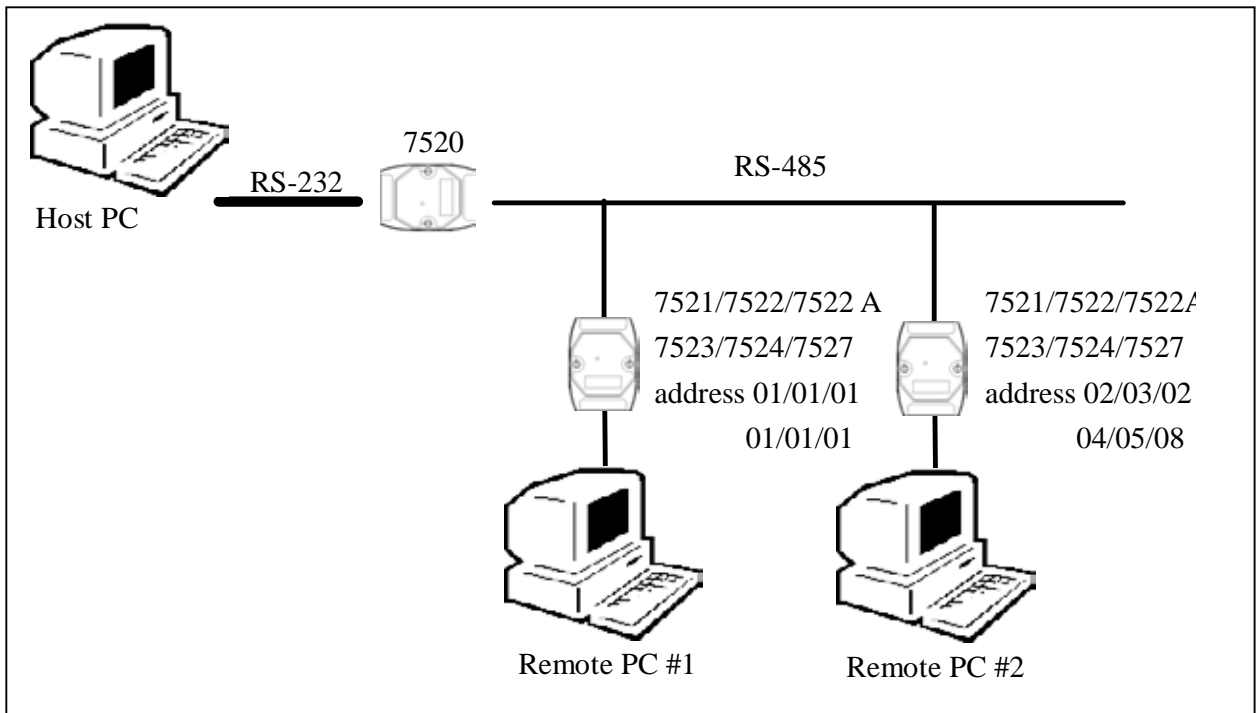 7520
RS-232
RS-485
Host PC
7521/7522/7522 A
7523/7524/7527
address 01/01/01
01/01/01
7521/7522/7522A
7523/7524/7527
address 02/03/02
04/05/08
Remote PC #1
Remote PC #2